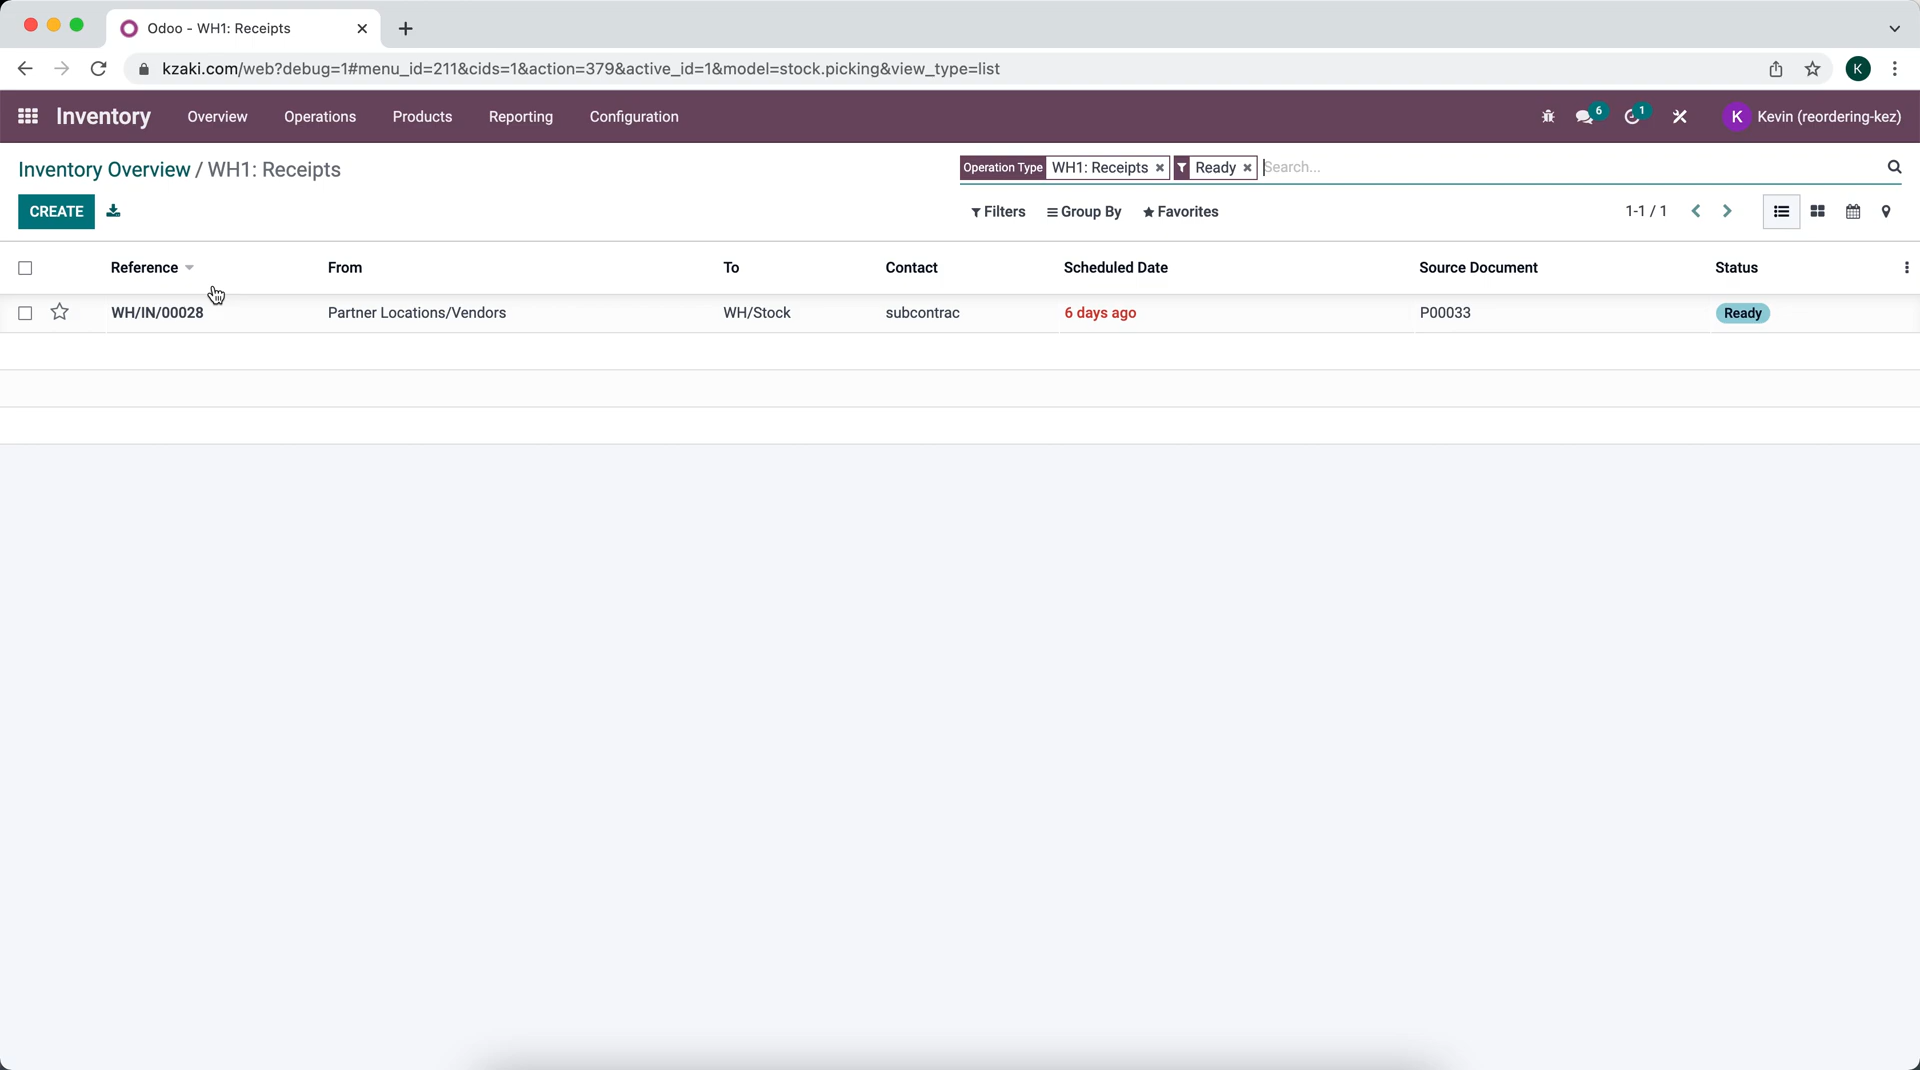 Odoo - WH1: Receipts
kzaki.com/web?debug=1#menu_id=211&cids=1&action=379&active_id=1&model=stock.picking&view_type=list
K
Inventory Overview Operations Products Reporting Configuration 6 1 K Kevin (reordering-kez)
Inventory Overview / WH1: Receipts
Operation Type WH1: Receipts Ready Search...
CREATE Filters Group By Favorites 1-1 / 1
Reference From To Contact Scheduled Date Source Document Status
WH/IN/00028 Partner Locations/Vendors WH/Stock subcontrac 6 days ago P00033 Ready